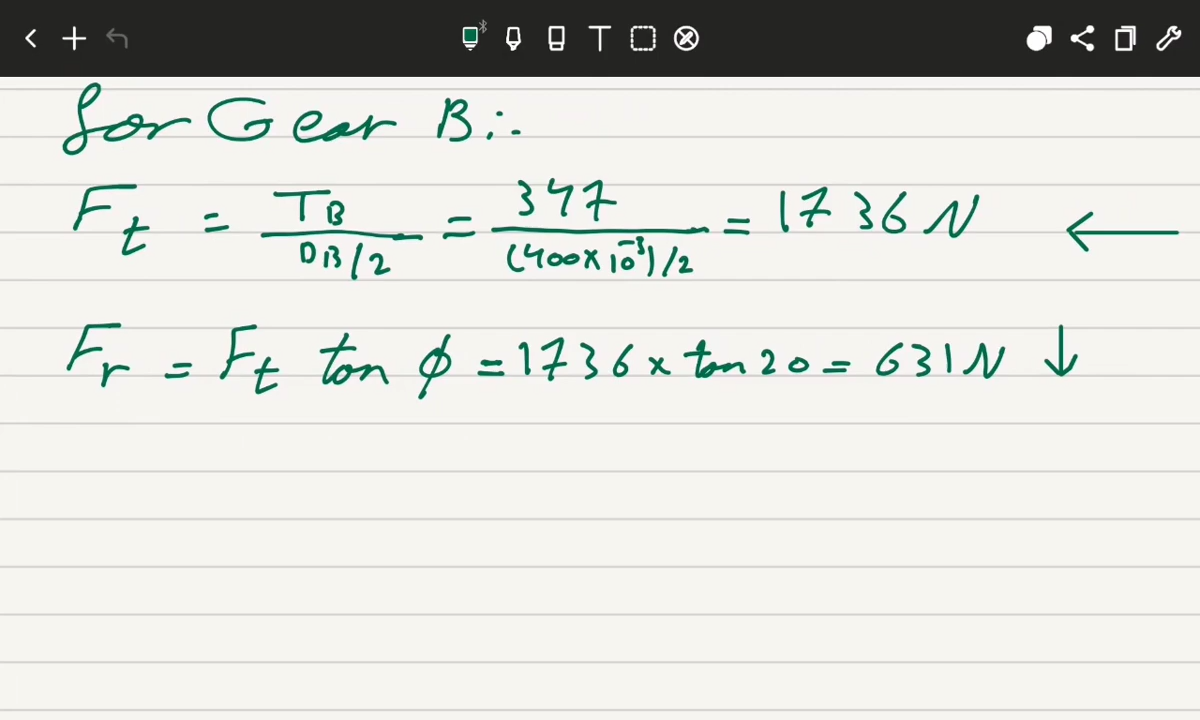 for Gear B :-
Ft = TB / DB/2 = 347 / (400×10⁻³)/2 = 1736 N ←
Fr = Ft tan ϕ = 1736 × tan 20 = 631 N ↓